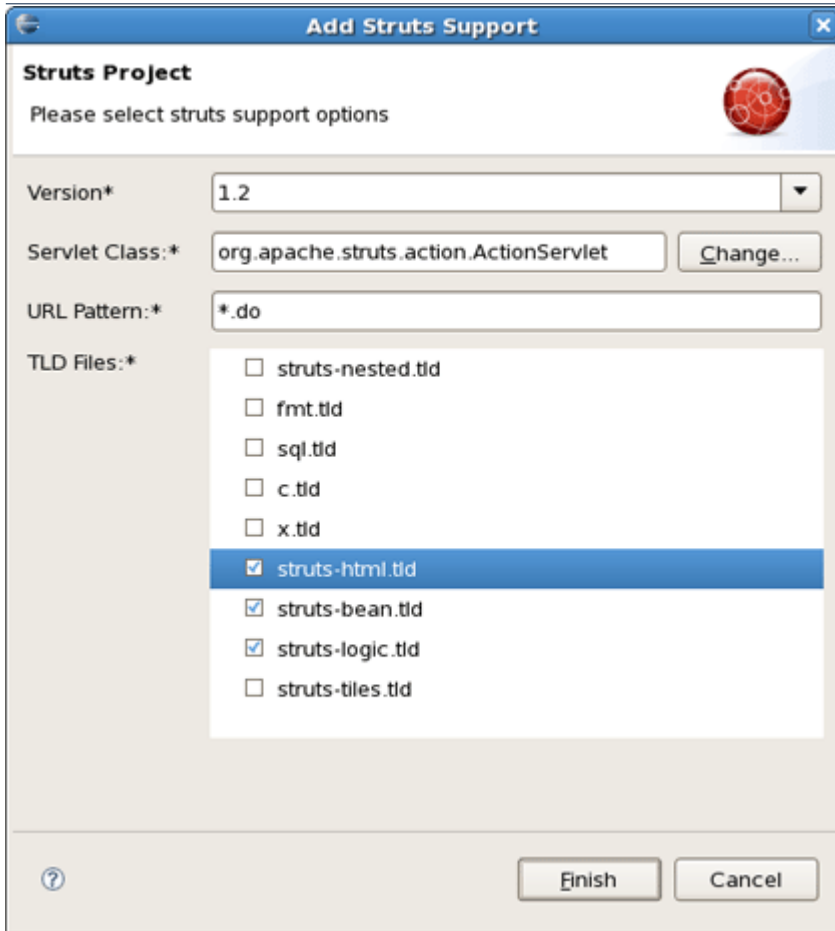 Add Struts Support
Struts Project
Please select struts support options
Version* 1.2
Servlet Class:* org.apache.struts.action.ActionServlet Change...
URL Pattern:* *.do
TLD Files:* struts-nested.tld
fmt.tld
sql.tld
c.tld
x.tld
struts-html.tld
struts-bean.tld
struts-logic.tld
struts-tiles.tld
? Finish Cancel